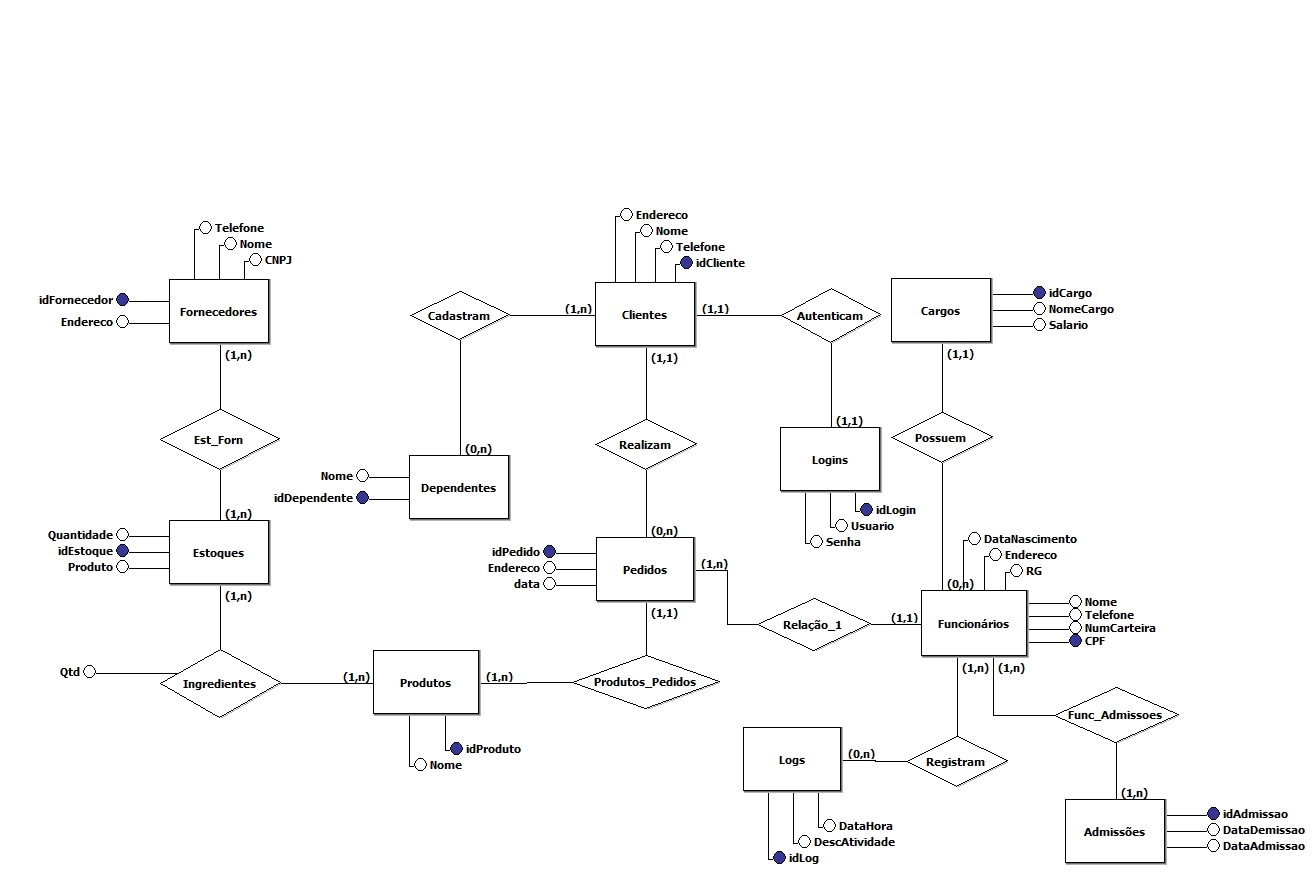 Endereco
Nome
Telefone
idCliente
Telefone
Nome
CNPJ
idFornecedor
Endereco
Fornecedores
(1,n)
Cadastram
(1,n)
Clientes
(1,1)
(1,1)
Autenticam
Cargos
idCargo
NomeCargo
Salario
(1,1)
Est_Forn
Realizam
(1,1)
Possuem
(0,n)
Nome
idDependente
Dependentes
Logins
idLogin
Usuario
Senha
(1,n)
Quantidade
idEstoque
Produto
Estoques
(1,n)
(0,n)
idPedido
Endereco
data
Pedidos
(1,n)
(1,1)
DataNascimento
Endereco
RG
(0,n)
Funcionários
Nome
Telefone
NumCarteira
CPF
Relação_1
(1,1)
(1,n)
(1,n)
Qtd
Ingredientes
(1,n)
Produtos
(1,n)
Produtos_Pedidos
idProduto
Nome
Func_Admissoes
Logs
(0,n)
Registram
DataHora
DescAtividade
idLog
(1,n)
Admissões
idAdmissao
DataDemissao
DataAdmissao